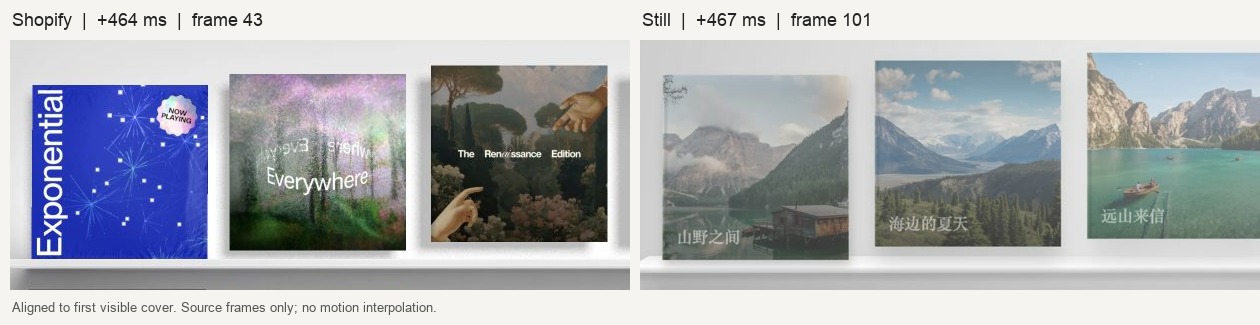 Shopify | +464 ms | frame 43
Still | +467 ms | frame 101
Exponential
NOW
PLAYING
Everywhere
Everywhere
The Renaissance Edition
山野之间
海边的夏天
远山来信
Aligned to first visible cover. Source frames only; no motion interpolation.